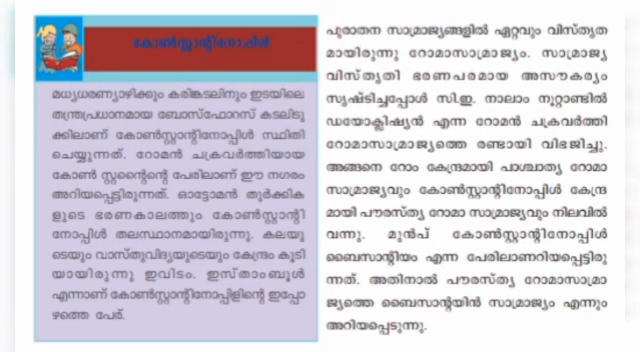 കോൺസ്റ്റാന്റിനോപ്പിൾ
മധ്യധരണ്യാഴിക്കും കരിങ്കടലിനും ഇടയിലെ
തന്ത്രപ്രധാനമായ ബോസ്ഫോറസ് കടലിടു
ക്കിലാണ് കോൺസ്റ്റാന്റിനോപ്പിൾ സ്ഥിതി
ചെയ്യുന്നത്. റോമൻ ചക്രവർത്തിയായ
കോൺ സ്റ്റന്റൈന്റെ പേരിലാണ് ഈ നഗരം
അറിയപ്പെട്ടിരുന്നത്. ഓട്ടോമൻ തുർക്കിക
ളുടെ ഭരണകാലത്തും കോൺസ്റ്റാന്റി
നോപ്പിൾ തലസ്ഥാനമായിരുന്നു. കലയു
ടെയും വാസ്തുവിദ്യയുടെയും കേന്ദ്രം കൂടി
യായിരുന്നു ഇവിടം. ഇസ്താംബൂൾ
എന്നാണ് കോൺസ്റ്റാന്റിനോപ്പിളിന്റെ ഇപ്പോ
ഴത്തെ പേര്.
പുരാതന സാമ്രാജ്യങ്ങളിൽ ഏറ്റവും വിസ്തൃത
മായിരുന്നു റോമാസാമ്രാജ്യം. സാമ്രാജ്യ
വിസ്തൃതി ഭരണപരമായ അസൗകര്യം
സൃഷ്ടിച്ചപ്പോൾ സി.ഇ. നാലാം നൂറ്റാണ്ടിൽ
ഡയോക്ലിഷ്യൻ എന്ന റോമൻ ചക്രവർത്തി
റോമാസാമ്രാജ്യത്തെ രണ്ടായി വിഭജിച്ചു.
അങ്ങനെ റോം കേന്ദ്രമായി പാശ്ചാത്യ റോമാ
സാമ്രാജ്യവും കോൺസ്റ്റാന്റിനോപ്പിൾ കേന്ദ്ര
മായി പൗരസ്ത്യ റോമാ സാമ്രാജ്യവും നിലവിൽ
വന്നു. മുൻപ് കോൺസ്റ്റാന്റിനോപ്പിൾ
ബൈസാന്റിയം എന്ന പേരിലാണറിയപ്പെട്ടിരു
ന്നത്. അതിനാൽ പൗരസ്ത്യ റോമാസാമ്രാ
ജ്യത്തെ ബൈസാന്റയിൻ സാമ്രാജ്യം എന്നും
അറിയപ്പെടുന്നു.